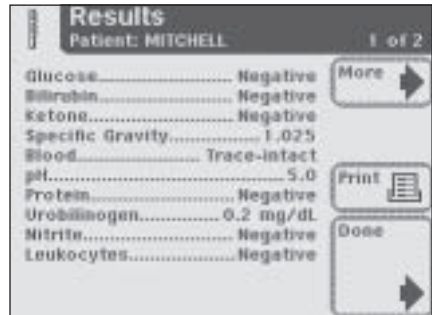 Results
Patient: MITCHELL 1 of 2
Glucose.................... Negative
Bilirubin.................... Negative
Ketone.................... Negative
Specific Gravity..............1.025
Blood............... Trace-intact
pH..............................5.0
Protein.................... Negative
Urobilinogen............. 0.2 mg/dL
Nitrite.................... Negative
Leukocytes................Negative
More
Print
Done